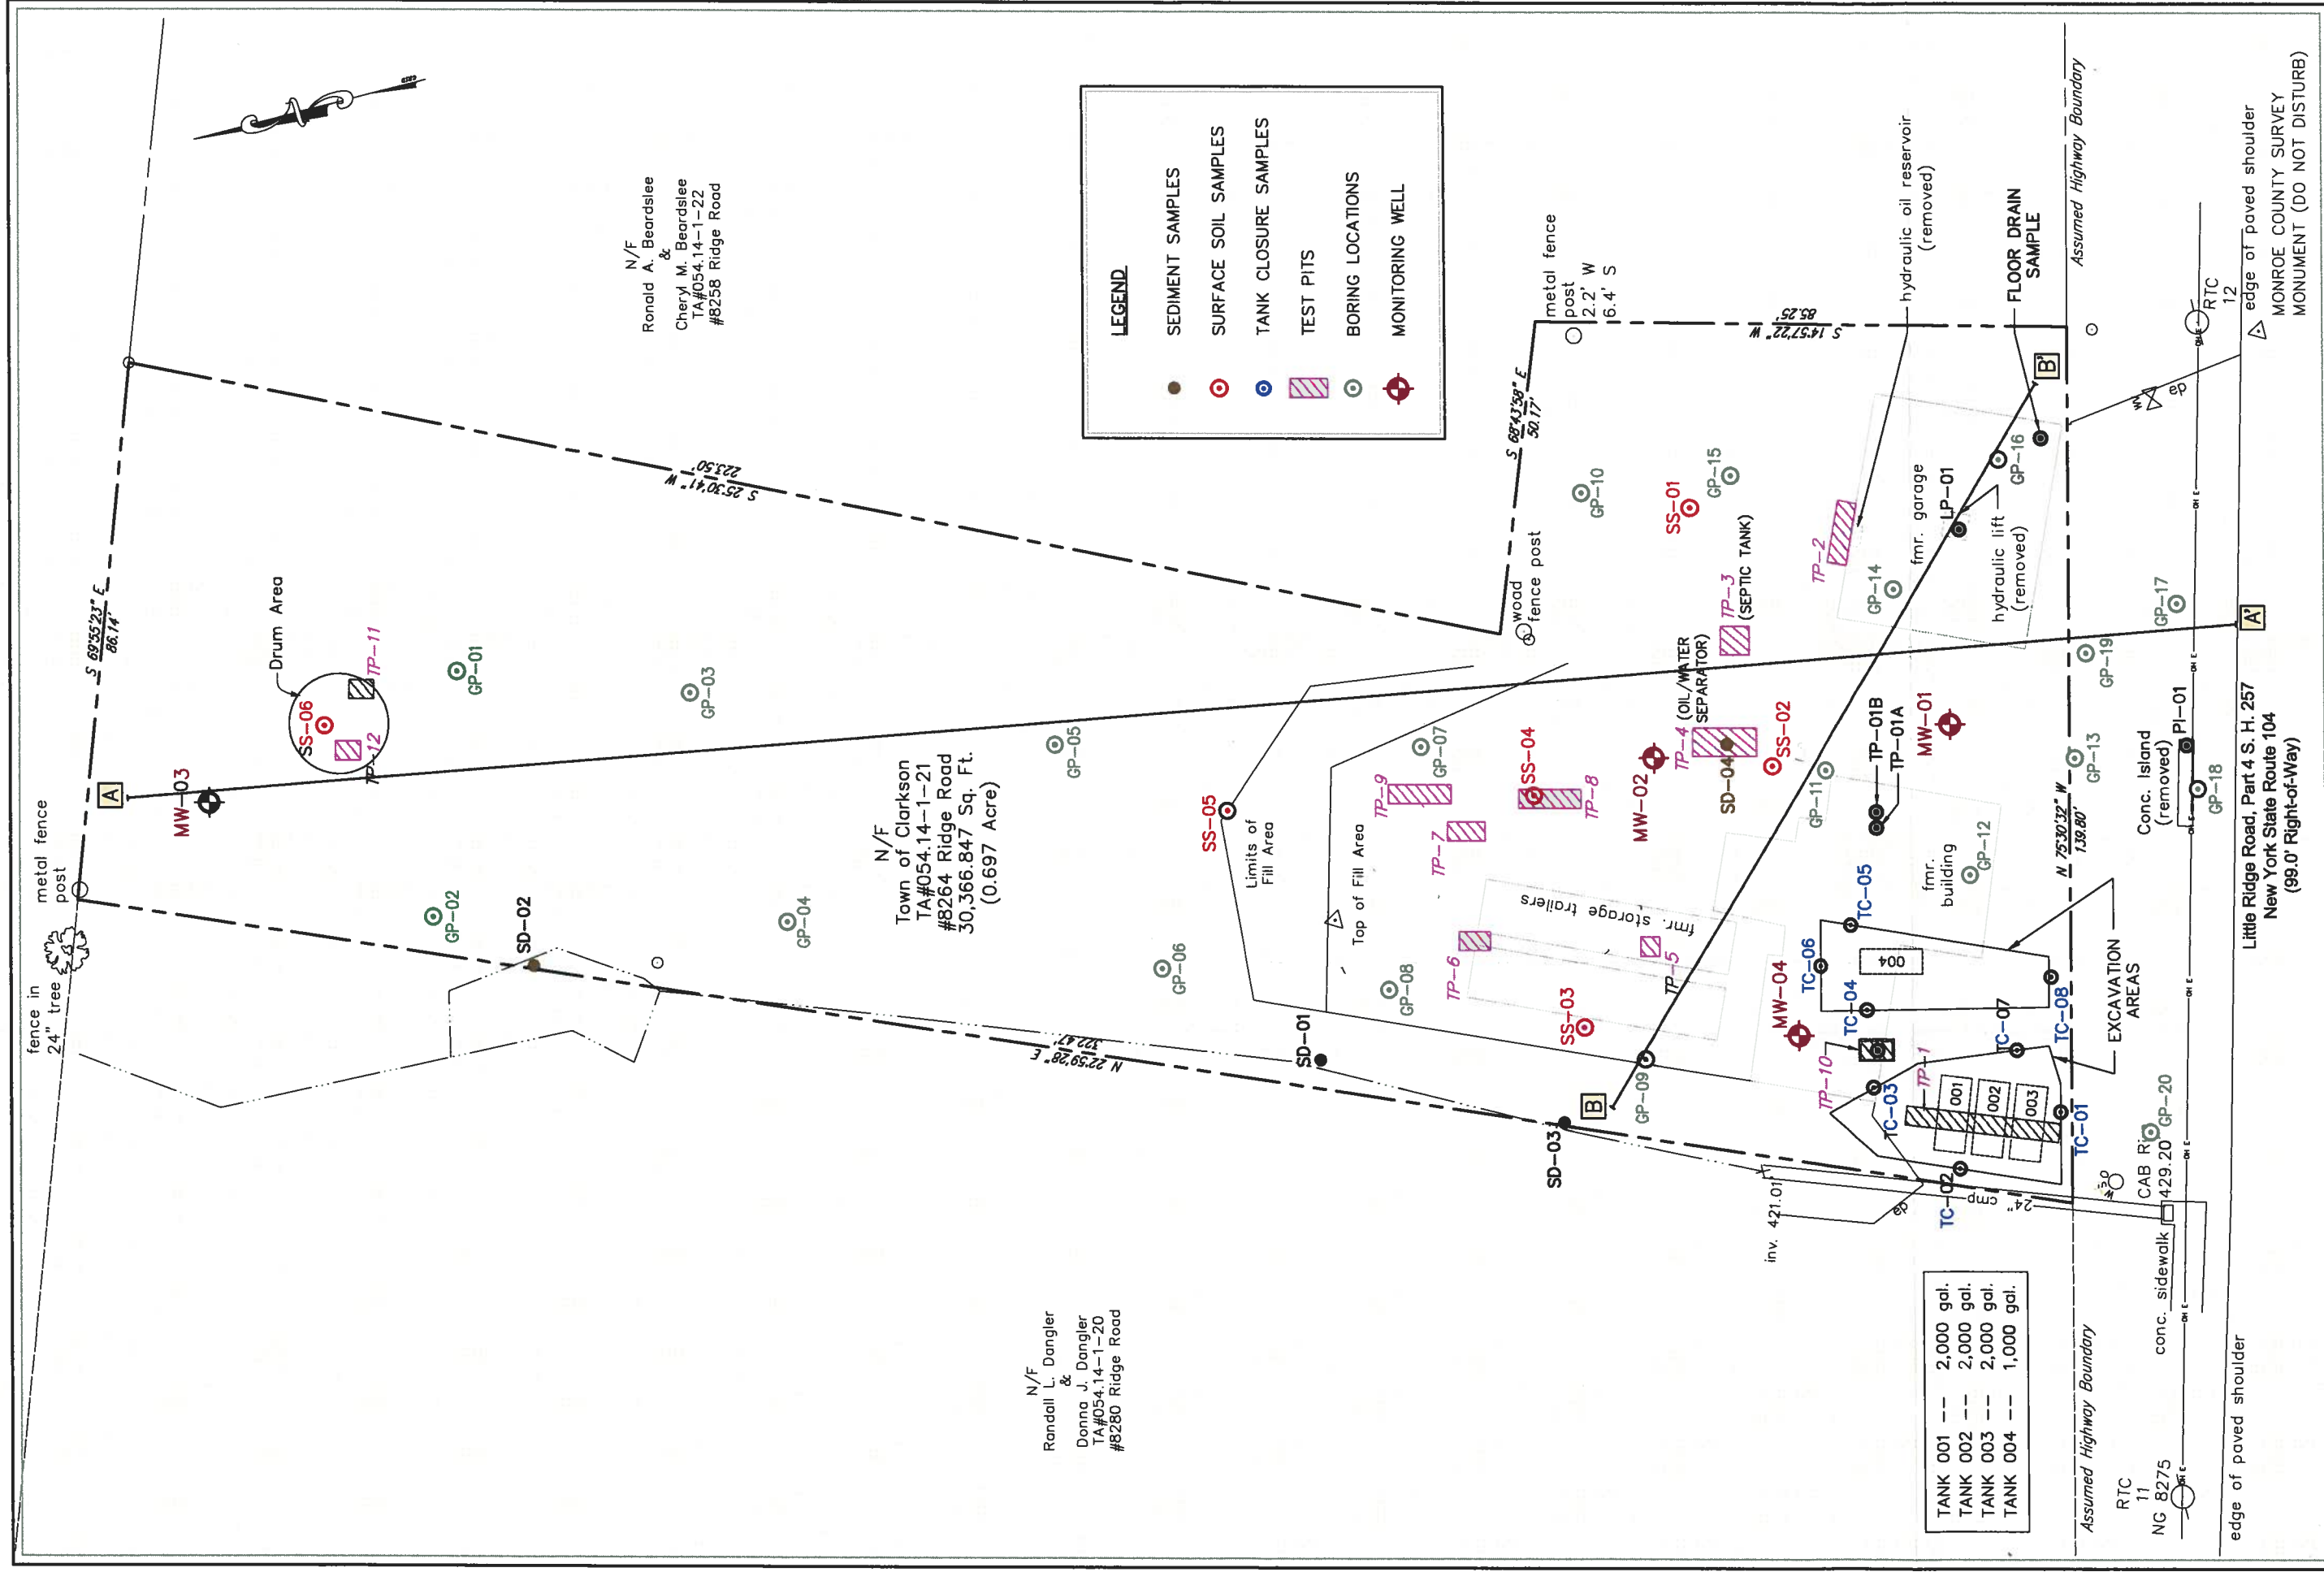 fence in
24" tree
metal fence
post
S 69°55'23" E
86.14'
A
MW-03
Drum Area
SS-06
TP-11
TP-12
GP-01
GP-02
SD-02
GP-03
GP-04
GP-05
GP-06
N/F
Ronald A. Beardslee
&
Cheryl M. Beardslee
TA#054.14-1-22
#8258 Ridge Road
S 25°30'41" W
223.50'
N/F
Town of Clarkson
TA#054.14-1-21
#8264 Ridge Road
30,366.847 Sq. Ft.
(0.697 Acre)
N 22°59'28" E
322.47'
N/F
Randall L. Dangler
&
Donna J. Dangler
TA#054.14-1-20
#8280 Ridge Road
LEGEND
SEDIMENT SAMPLES
SURFACE SOIL SAMPLES
TANK CLOSURE SAMPLES
TEST PITS
BORING LOCATIONS
MONITORING WELL
SS-05
Limits of
Fill Area
Top of Fill Area
SD-01
GP-07
GP-08
TP-9
TP-7
TP-6
SS-04
TP-8
SS-03
fmr. storage trailers
TP-5
SD-03
B
GP-09
S 68°43'58" E
50.17'
woad
fence post
metal fence
post
2.2' W
6.4' S
S 14°57'22" W
85.25'
GP-10
SS-01
GP-15
TP-3
(SEPTIC TANK)
TP-4
(OIL/WATER
SEPARATOR)
SD-04
SS-02
MW-02
GP-11
TP-2
hydraulic oil reservoir
(removed)
GP-14
fmr. garage
LP-01
hydraulic lift
(removed)
GP-16
FLOOR DRAIN
SAMPLE
B'
TP-01B
TP-01A
MW-01
MW-04
TC-06
TC-05
TC-04
004
fmr.
building
GP-12
TP-10
TC-03
TP-1
001
002
003
TC-07
TC-08
TC-01
TC-02
EXCAVATION
AREAS
inv. 421.01'
ep
24" cmp
N 75°30'32" W
139.80'
Assumed Highway Boundary
Assumed Highway Boundary
GP-13
GP-19
GP-17
Conc. Island
(removed)
PI-01
GP-18
GP-20
CAB Ri
429.20'
conc. sidewalk
TANK 001 -- 2,000 gal.
TANK 002 -- 2,000 gal.
TANK 003 -- 2,000 gal.
TANK 004 -- 1,000 gal.
RTC
11
NG 8275
edge of paved shoulder
OH E
OH E
OH E
OH E
OH E
OH E
OH E
A'
Little Ridge Road, Part 4 S. H. 257
New York State Route 104
(99.0' Right-of-Way)
W
ep
RTC
12
edge of paved shoulder
MONROE COUNTY SURVEY
MONUMENT (DO NOT DISTURB)